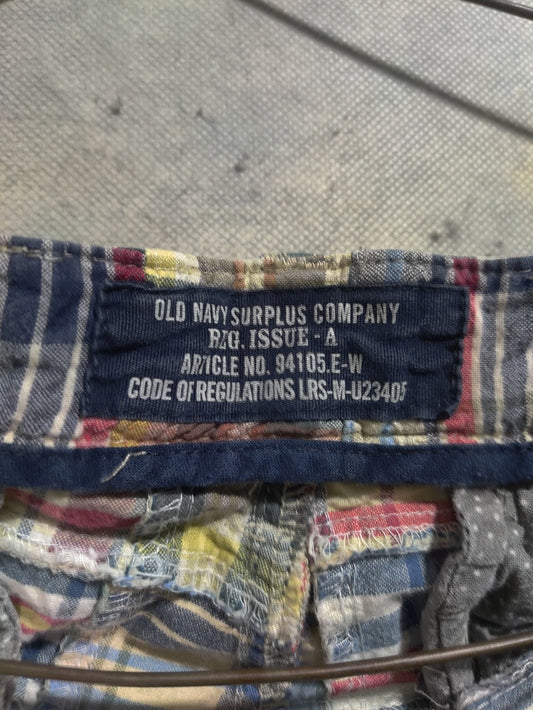 OLD NAVY SURPLUS COMPANY
REG. ISSUE - A
ARTICLE NO. 94105.E-W
CODE OF REGULATIONS LRS-M-U23405